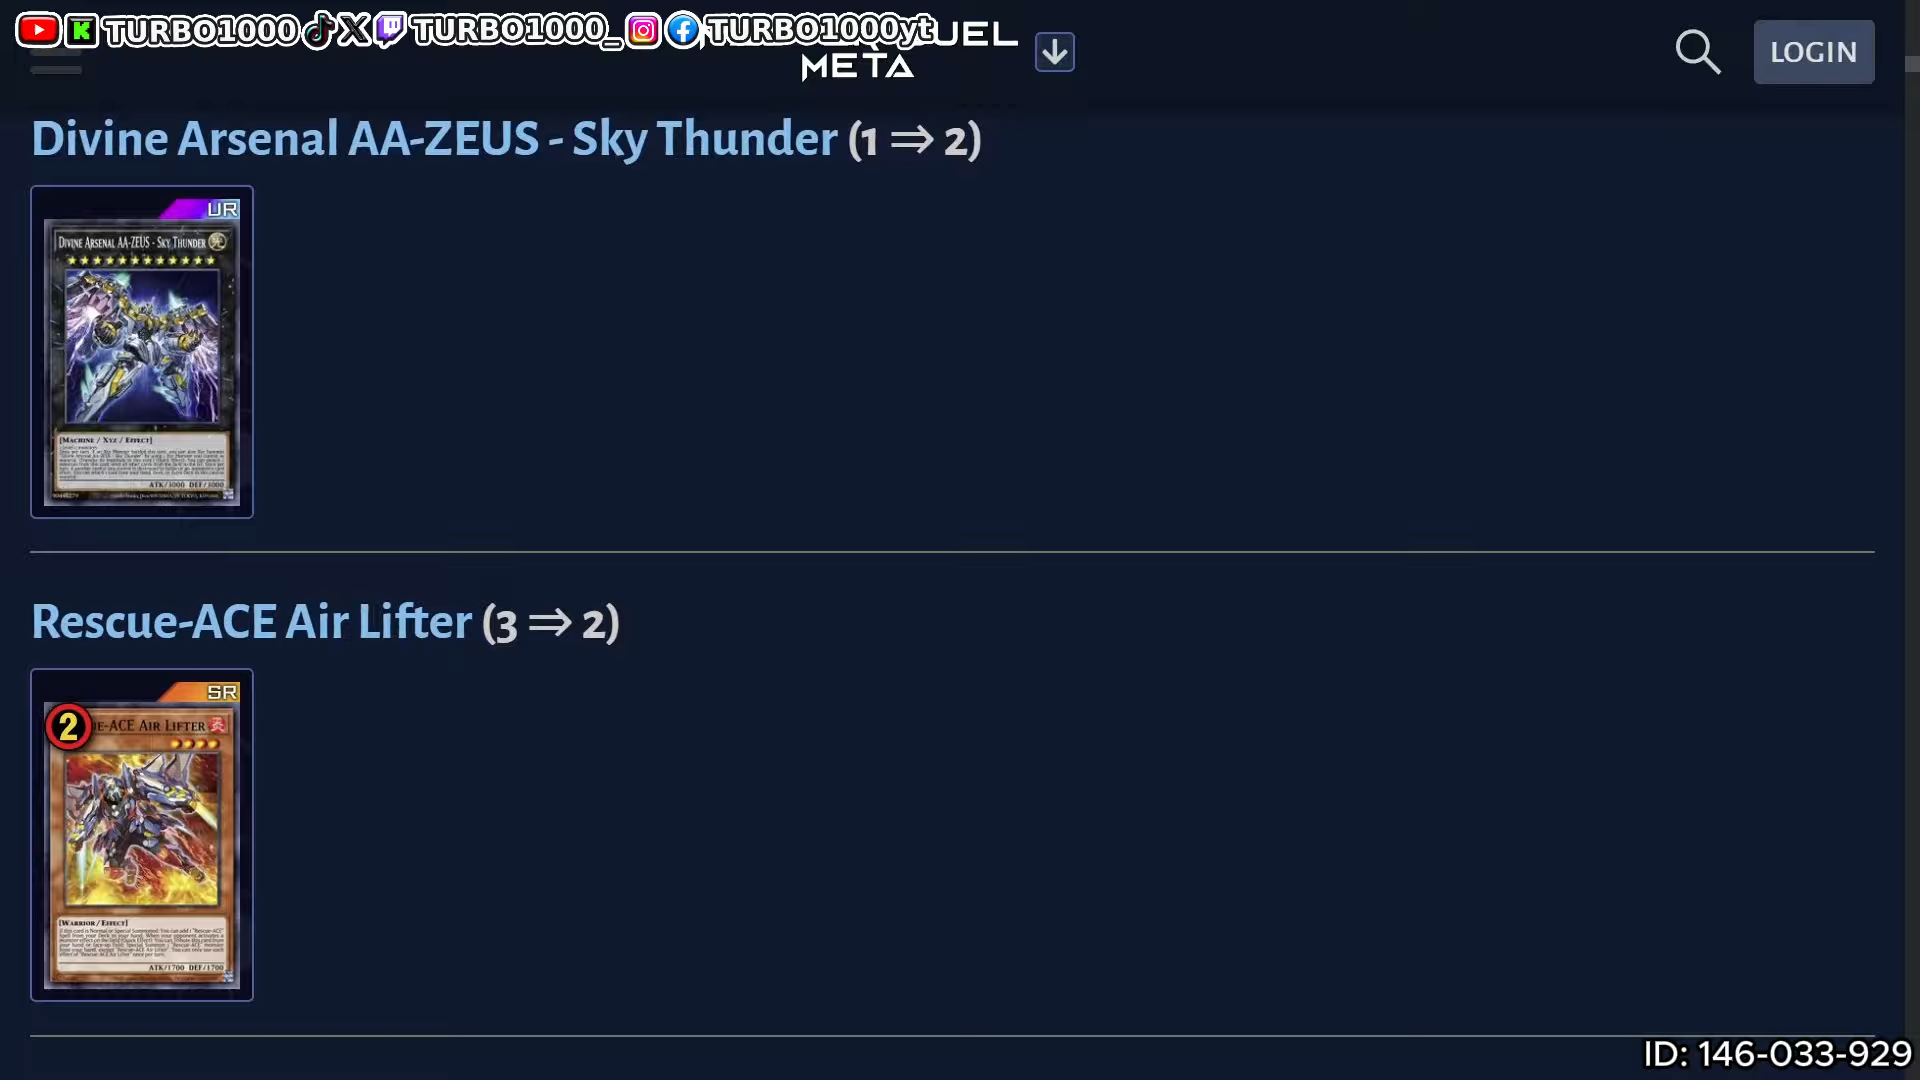 TURBO1000 TURBO1000_ TURBO1000yt
UEL
META
LOGIN
Divine Arsenal AA-ZEUS - Sky Thunder (1 ⇒ 2)
UR
DIVINE ARSENAL AA-ZEUS - SKY THUNDER
[MACHINE / XYZ / EFFECT]
ATK/3000 DEF/3000
Rescue-ACE Air Lifter (3 ⇒ 2)
SR
2
E-ACE AIR LIFTER 炎
[WARRIOR/EFFECT]
ATK/1700 DEF/1700
ID: 146-033-929